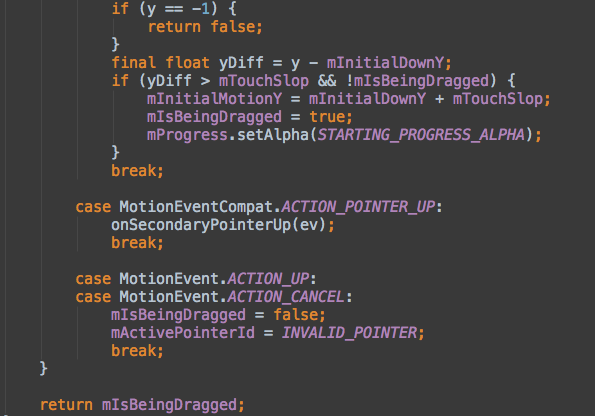 if (y == -1) {
return false;
}
final float yDiff = y - mInitialDownY;
if (yDiff > mTouchSlop && !mIsBeingDragged) {
mInitialMotionY = mInitialDownY + mTouchSlop;
mIsBeingDragged = true;
mProgress.setAlpha(STARTING_PROGRESS_ALPHA);
}
break;
case MotionEventCompat.ACTION_POINTER_UP:
onSecondaryPointerUp(ev);
break;
case MotionEvent.ACTION_UP:
case MotionEvent.ACTION_CANCEL:
mIsBeingDragged = false;
mActivePointerId = INVALID_POINTER;
break;
}
return mIsBeingDragged;